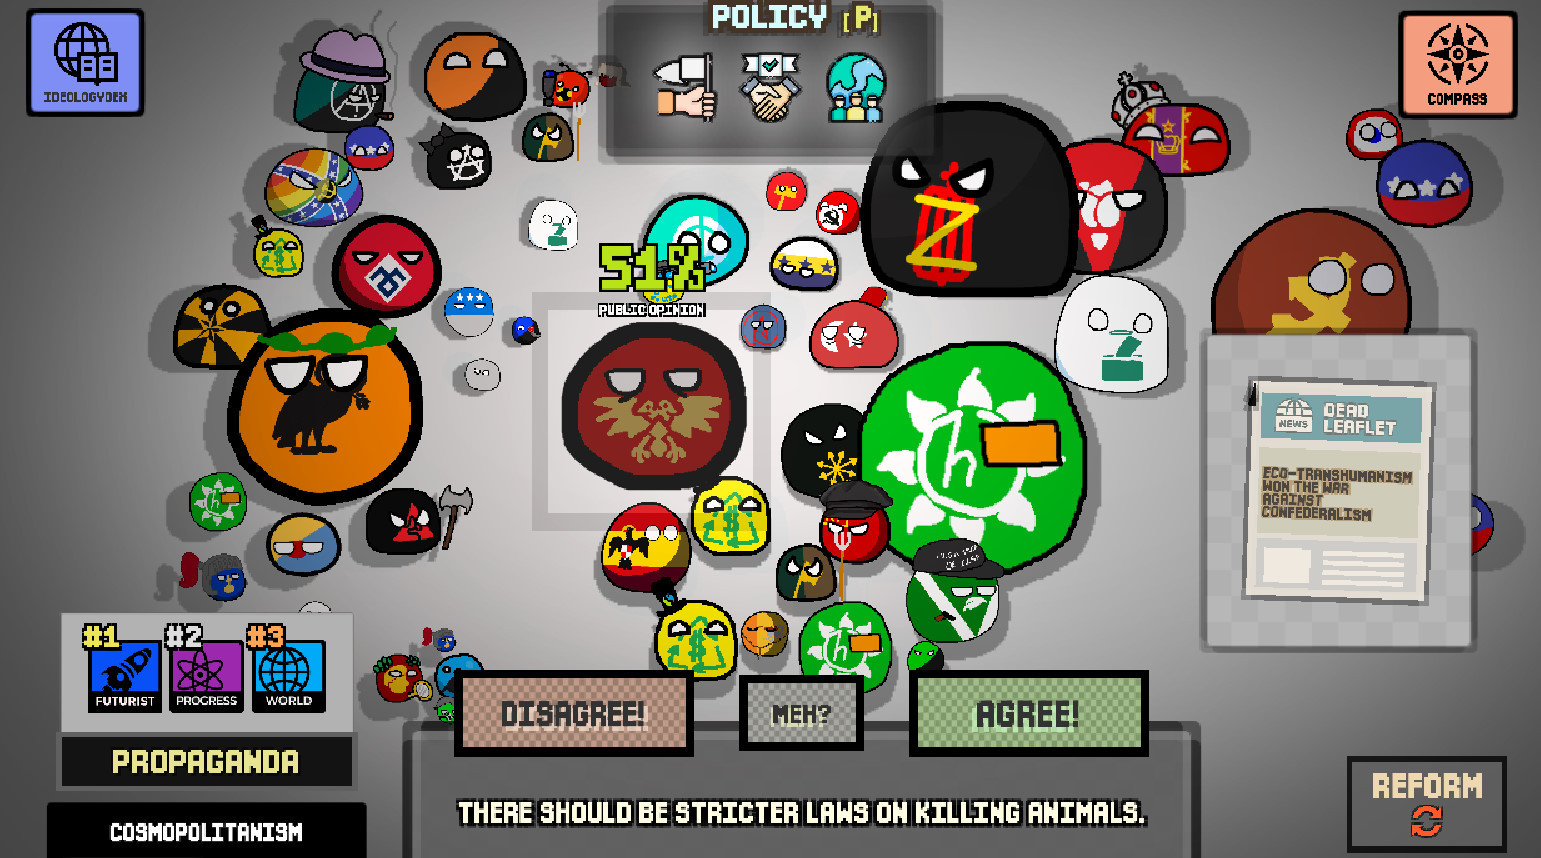 IDEOLOGYDEX
POLICY [P]
COMPASS
51%
PUBLIC OPINION
NEWS
DEAD
LEAFLET
ECO-TRANSHUMANISM
WON THE WAR
AGAINST
CONFEDERALISM
#1 #2 #3
FUTURIST PROGRESS WORLD
PROPAGANDA
COSMOPOLITANISM
DISAGREE!
MEH?
AGREE!
THERE SHOULD BE STRICTER LAWS ON KILLING ANIMALS.
REFORM